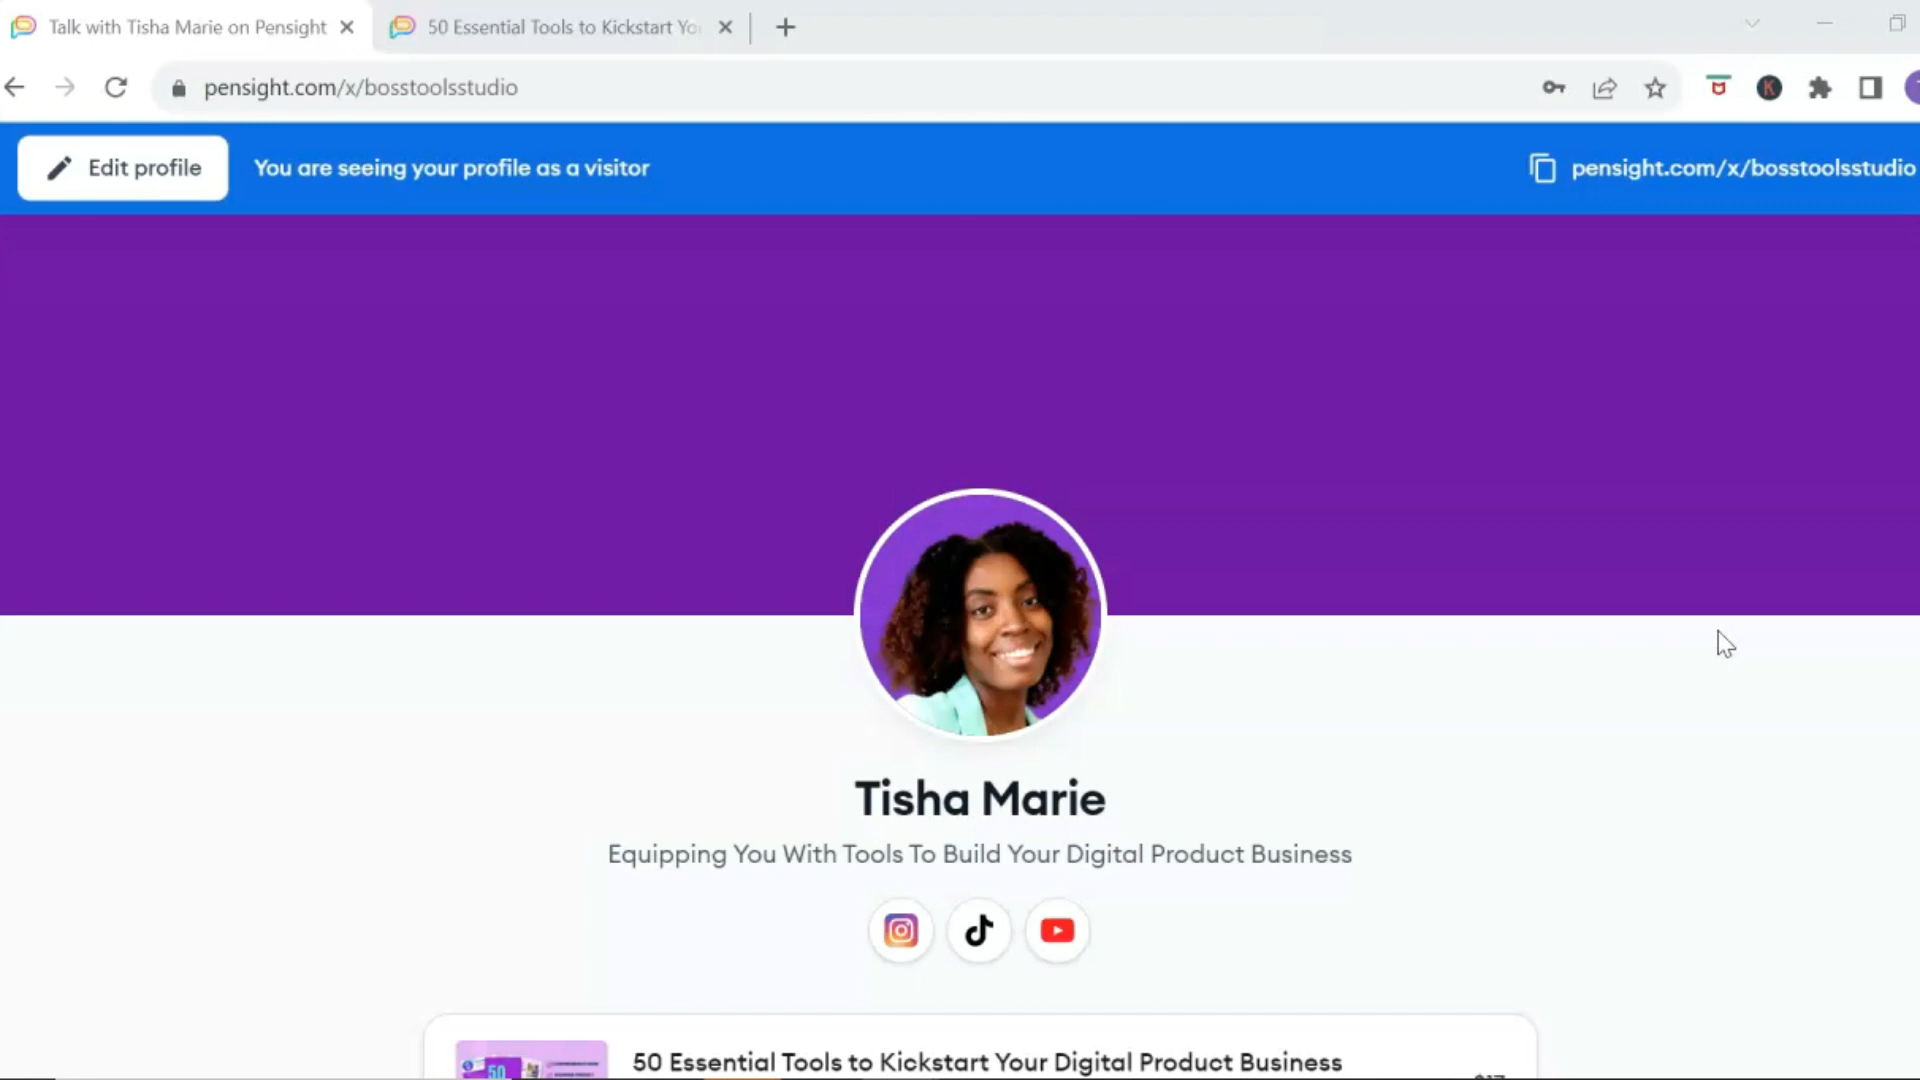 Talk with Tisha Marie on Pensight
50 Essential Tools to Kickstart Yo
pensight.com/x/bosstoolsstudio
Edit profile
You are seeing your profile as a visitor
pensight.com/x/bosstoolsstudio
Tisha Marie
Equipping You With Tools To Build Your Digital Product Business
50 Essential Tools to Kickstart Your Digital Product Business
50
K